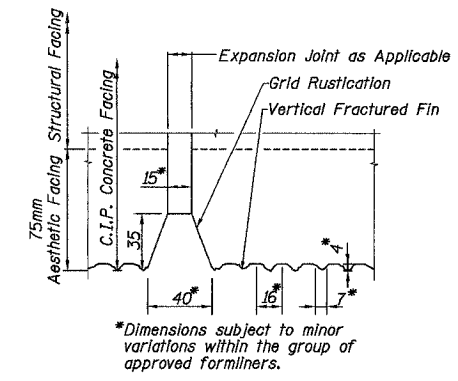 Structural Facing
75mm
Aesthetic Facing
C.I.P. Concrete Facing
Expansion Joint as Applicable
Grid Rustication
Vertical Fractured Fin
15*
35
*4
40*
16*
7*
*Dimensions subject to minor
variations within the group of
approved formliners.